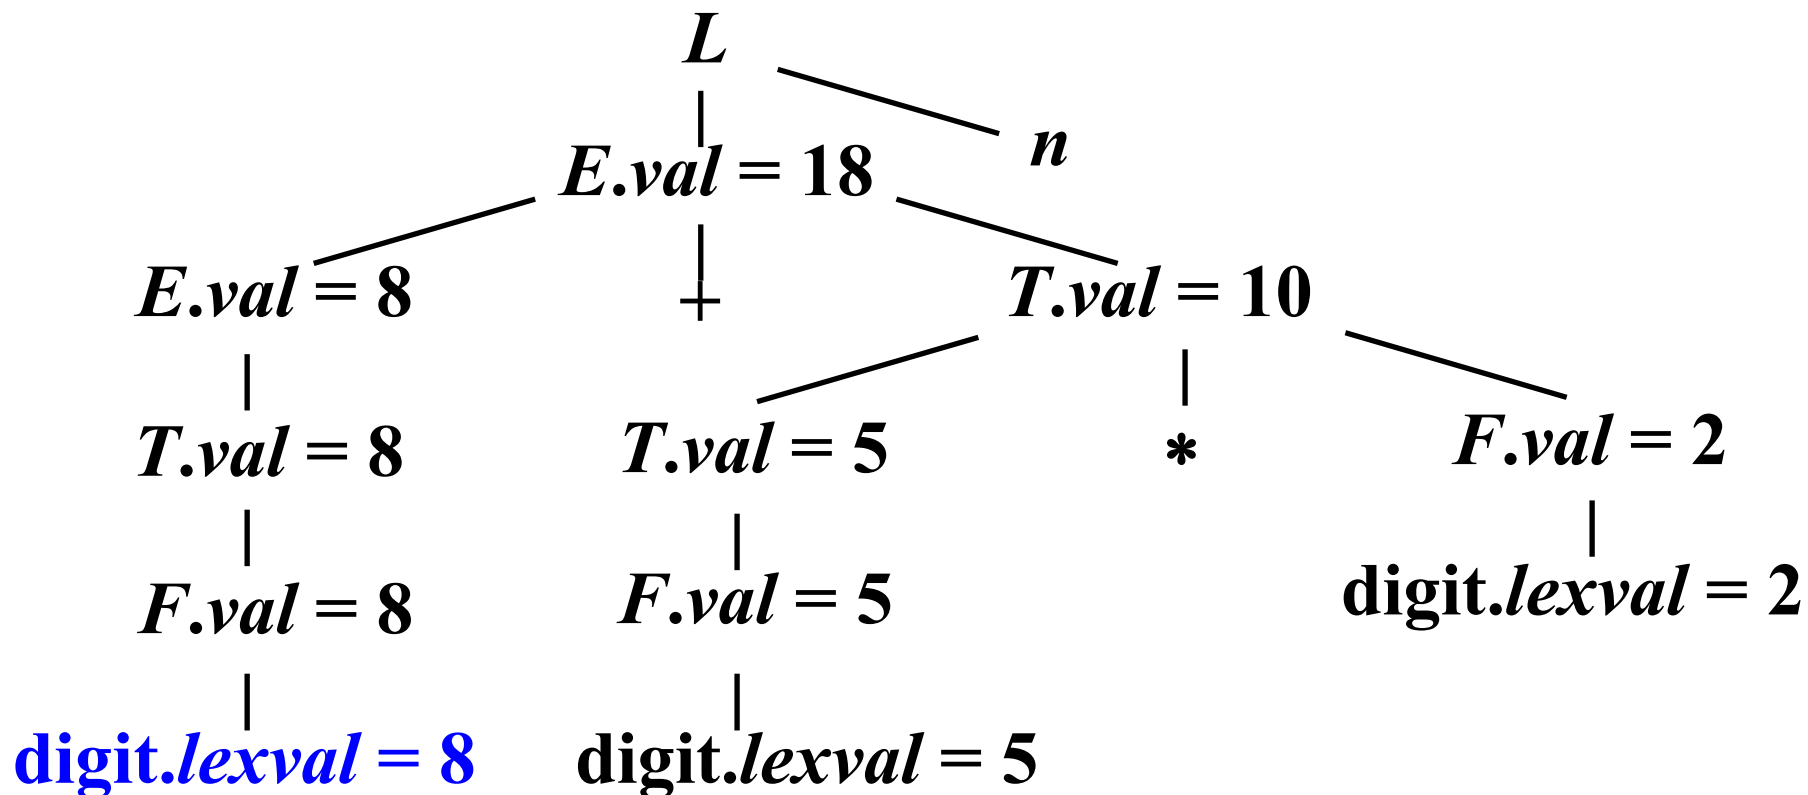 L
n
E.val = 18
E.val = 8 + T.val = 10
T.val = 8 T.val = 5 * F.val = 2
F.val = 8 F.val = 5 digit.lexval = 2
digit.lexval = 8 digit.lexval = 5